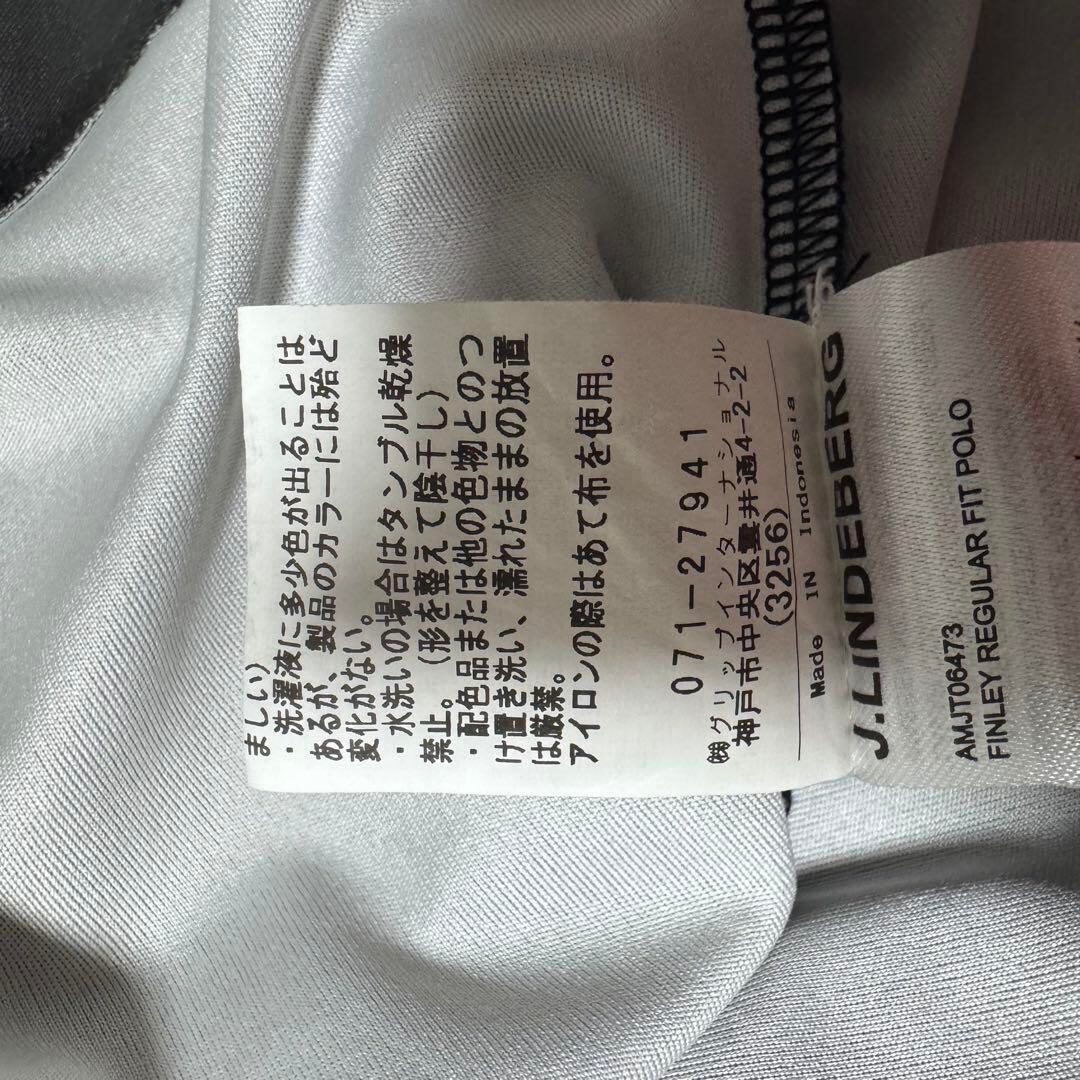 ましい)
・洗濯液に多少色が出ることは
あるが、製品のカラーには殆ど
変化がない。
・水洗いの場合はタンブル乾燥
禁止。(形を整えて陰干し)
・配色品または他の色物とのつ
け置き洗い、濡れたままの放置
は厳禁。
アイロンの際はあて布を使用。
071-27941
㈱グリップインターナショナル
神戸市中央区雲井通4-2-2
(3256)
Made IN Indonesia
J.LINDEBERG
AMJT06473
FINLEY REGULAR FIT POLO